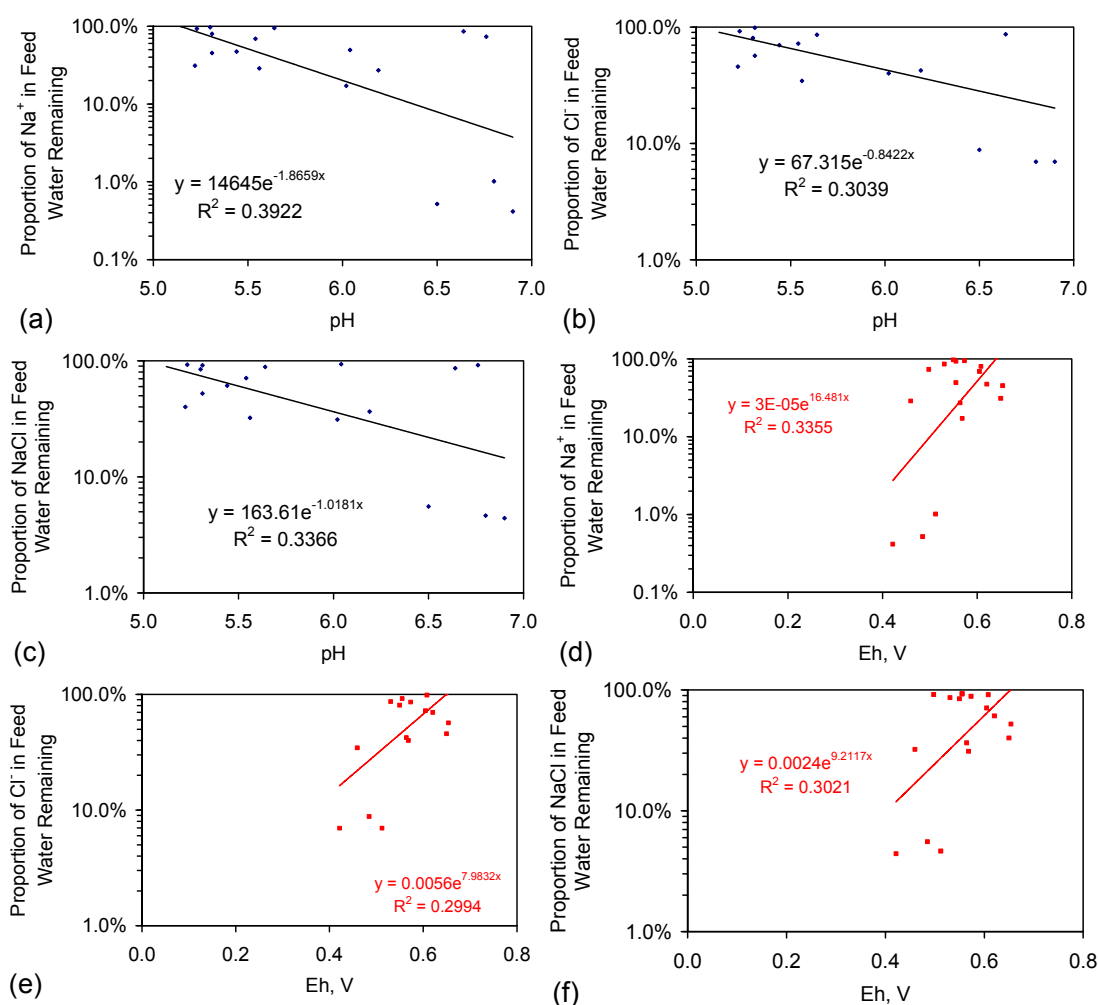 Proportion of Na⁺ in Feed
Water Remaining
100.0%
10.0%
1.0%
0.1%
y = 14645e^-1.8659x
R² = 0.3922
5.0 5.5 6.0 6.5 7.0
pH
(a)
Proportion of Cl⁻ in Feed
Water Remaining
100.0%
10.0%
1.0%
y = 67.315e^-0.8422x
R² = 0.3039
5.0 5.5 6.0 6.5 7.0
pH
(b)
Proportion of NaCl in Feed
Water Remaining
100.0%
10.0%
1.0%
y = 163.61e^-1.0181x
R² = 0.3366
5.0 5.5 6.0 6.5 7.0
pH
(c)
Proportion of Na⁺ in Feed
Water Remaining
100.0%
10.0%
1.0%
0.1%
y = 3E-05e^16.481x
R² = 0.3355
0.0 0.2 0.4 0.6 0.8
Eh, V
(d)
Proportion of Cl⁻ in Feed
Water Remaining
100.0%
10.0%
1.0%
y = 0.0056e^7.9832x
R² = 0.2994
0.0 0.2 0.4 0.6 0.8
Eh, V
(e)
Proportion of NaCl in Feed
Water Remaining
100.0%
10.0%
1.0%
y = 0.0024e^9.2117x
R² = 0.3021
0.0 0.2 0.4 0.6 0.8
Eh, V
(f)